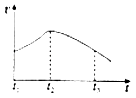 v
t₁ t₂ t₃ t